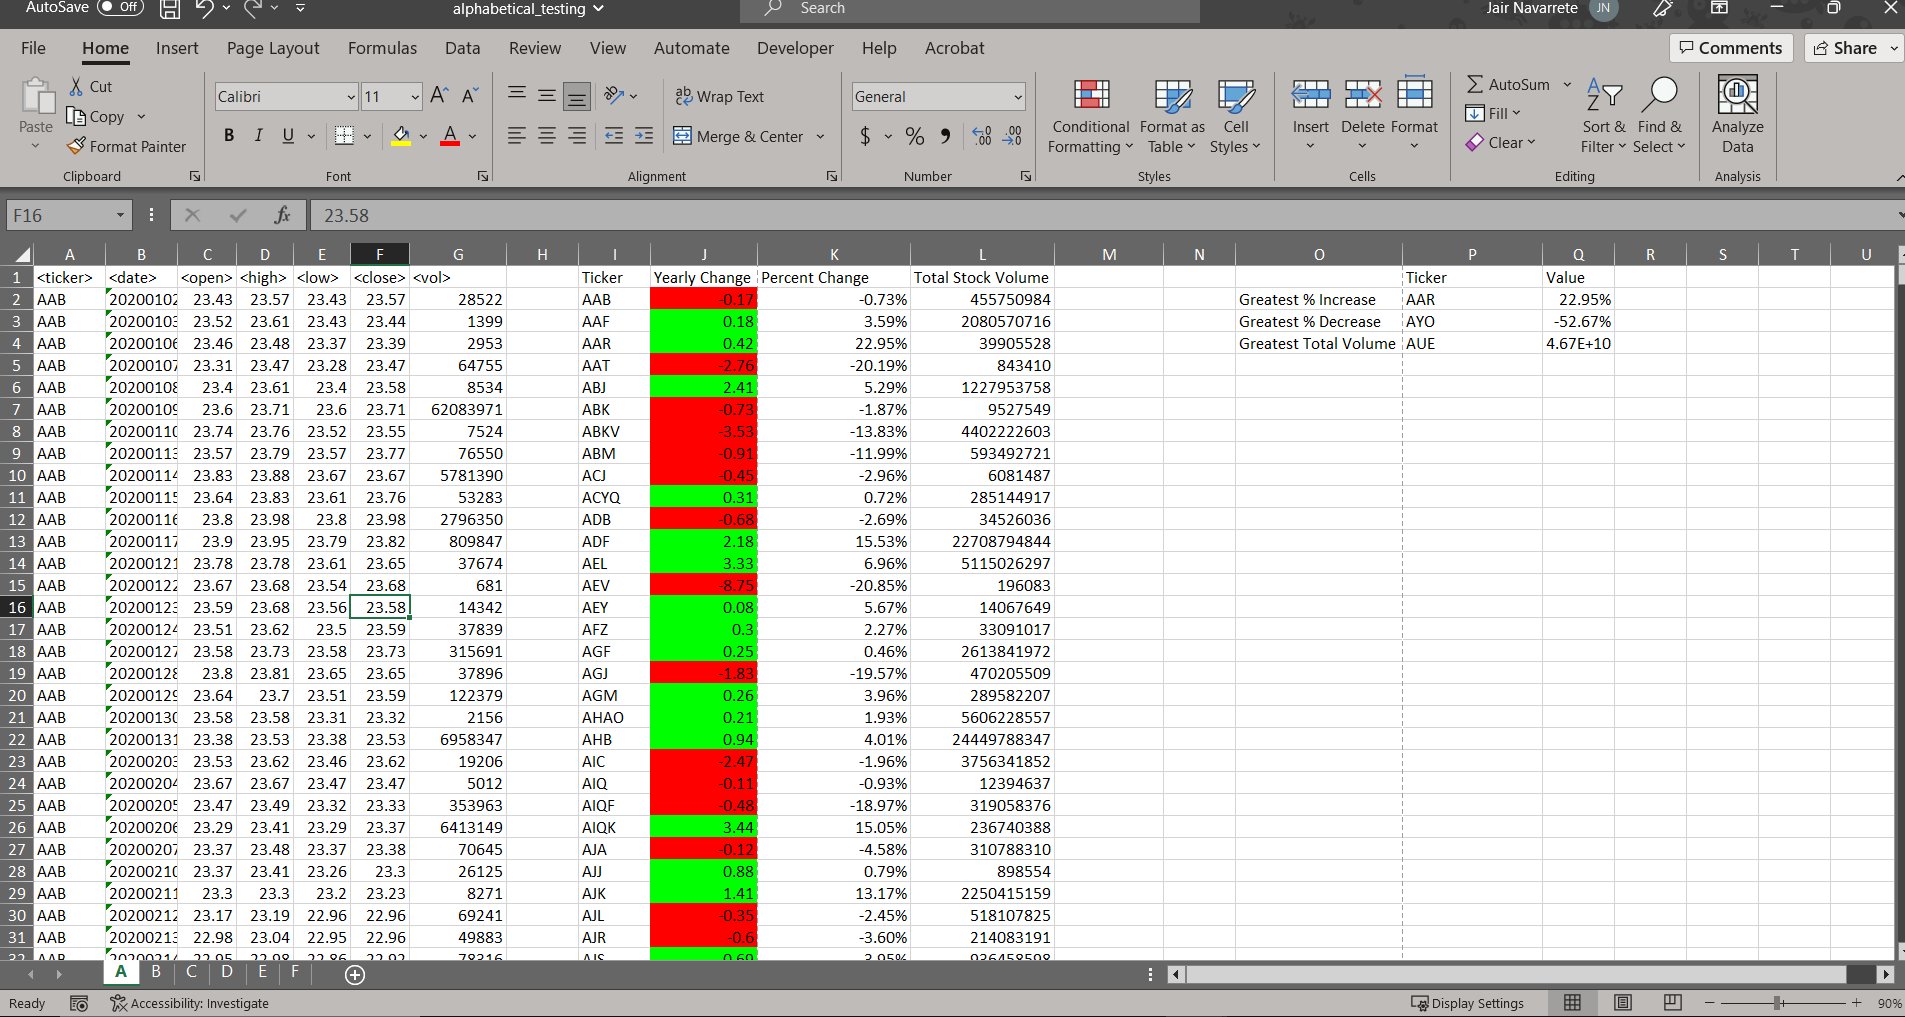 AutoSave Off alphabetical_testing Search Jair Navarrete JN
File Home Insert Page Layout Formulas Data Review View Automate Developer Help Acrobat Comments Share
Paste Cut Copy Format Painter Clipboard
Calibri 11 B I U A Font
Wrap Text Merge & Center Alignment
General $ % Number
Conditional Formatting Format as Table Cell Styles Styles
Insert Delete Format Cells
AutoSum Fill Clear Sort & Filter Find & Select Editing
Analyze Data Analysis
F16 fx 23.58
A B C D E F G H I J K L M N O P Q R S T U
1 <ticker> <date> <open> <high> <low> <close> <vol> Ticker Yearly Change Percent Change Total Stock Volume Ticker Value
2 AAB 20200102 23.43 23.57 23.43 23.57 28522 AAB -0.17 -0.73% 455750984 Greatest % Increase AAR 22.95%
3 AAB 20200103 23.52 23.61 23.43 23.44 1399 AAF 0.18 3.59% 2080570716 Greatest % Decrease AYO -52.67%
4 AAB 20200106 23.46 23.48 23.37 23.39 2953 AAR 0.42 22.95% 39905528 Greatest Total Volume AUE 4.67E+10
5 AAB 20200107 23.31 23.47 23.28 23.47 64755 AAT -2.76 -20.19% 843410
6 AAB 20200108 23.4 23.61 23.4 23.58 8534 ABJ 2.41 5.29% 1227953758
7 AAB 20200109 23.6 23.71 23.6 23.71 62083971 ABK -0.73 -1.87% 9527549
8 AAB 20200110 23.74 23.76 23.52 23.55 7524 ABKV -3.53 -13.83% 4402222603
9 AAB 20200113 23.57 23.79 23.57 23.77 76550 ABM -0.91 -11.99% 593492721
10 AAB 20200114 23.83 23.88 23.67 23.67 5781390 ACJ -0.45 -2.96% 6081487
11 AAB 20200115 23.64 23.83 23.61 23.76 53283 ACYQ 0.31 0.72% 285144917
12 AAB 20200116 23.8 23.98 23.8 23.98 2796350 ADB -0.68 -2.69% 34526036
13 AAB 20200117 23.9 23.95 23.79 23.82 809847 ADF 2.18 15.53% 22708794844
14 AAB 20200121 23.78 23.78 23.61 23.65 37674 AEL 3.33 6.96% 5115026297
15 AAB 20200122 23.67 23.68 23.54 23.68 681 AEV -8.75 -20.85% 196083
16 AAB 20200123 23.59 23.68 23.56 23.58 14342 AEY 0.08 5.67% 14067649
17 AAB 20200124 23.51 23.62 23.5 23.59 37839 AFZ 0.3 2.27% 33091017
18 AAB 20200127 23.58 23.73 23.58 23.73 315691 AGF 0.25 0.46% 2613841972
19 AAB 20200128 23.8 23.81 23.65 23.65 37896 AGJ -1.83 -19.57% 470205509
20 AAB 20200129 23.64 23.7 23.51 23.59 122379 AGM 0.26 3.96% 289582207
21 AAB 20200130 23.58 23.58 23.31 23.32 2156 AHAO 0.21 1.93% 5606228557
22 AAB 20200131 23.38 23.53 23.38 23.53 6958347 AHB 0.94 4.01% 24449788347
23 AAB 20200203 23.53 23.62 23.46 23.62 19206 AIC -2.47 -1.96% 3756341852
24 AAB 20200204 23.67 23.67 23.47 23.47 5012 AIQ -0.11 -0.93% 12394637
25 AAB 20200205 23.47 23.49 23.32 23.33 353963 AIQF -0.48 -18.97% 319058376
26 AAB 20200206 23.29 23.41 23.29 23.37 6413149 AIQK 3.44 15.05% 236740388
27 AAB 20200207 23.37 23.48 23.37 23.38 70645 AJA -0.12 -4.58% 310788310
28 AAB 20200210 23.37 23.41 23.26 23.3 26125 AJJ 0.88 0.79% 898554
29 AAB 20200211 23.3 23.3 23.2 23.23 8271 AJK 1.41 13.17% 2250415159
30 AAB 20200212 23.17 23.19 22.96 22.96 69241 AJL -0.35 -2.45% 518107825
31 AAB 20200213 22.98 23.04 22.95 22.96 49883 AJR -0.6 -3.60% 214083191
A B C D E F
Ready Accessibility: Investigate Display Settings 90%